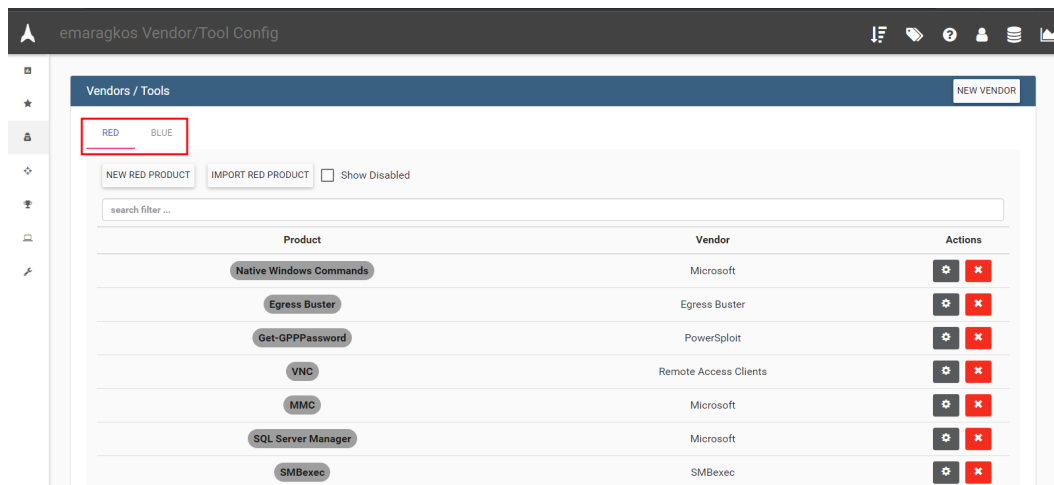 emaragkos Vendor/Tool Config
Vendors / Tools NEW VENDOR
RED BLUE
NEW RED PRODUCT IMPORT RED PRODUCT Show Disabled
search filter ...
Product Vendor Actions
Native Windows Commands Microsoft
Egress Buster Egress Buster
Get-GPPPassword PowerSploit
VNC Remote Access Clients
MMC Microsoft
SQL Server Manager Microsoft
SMBexec SMBexec